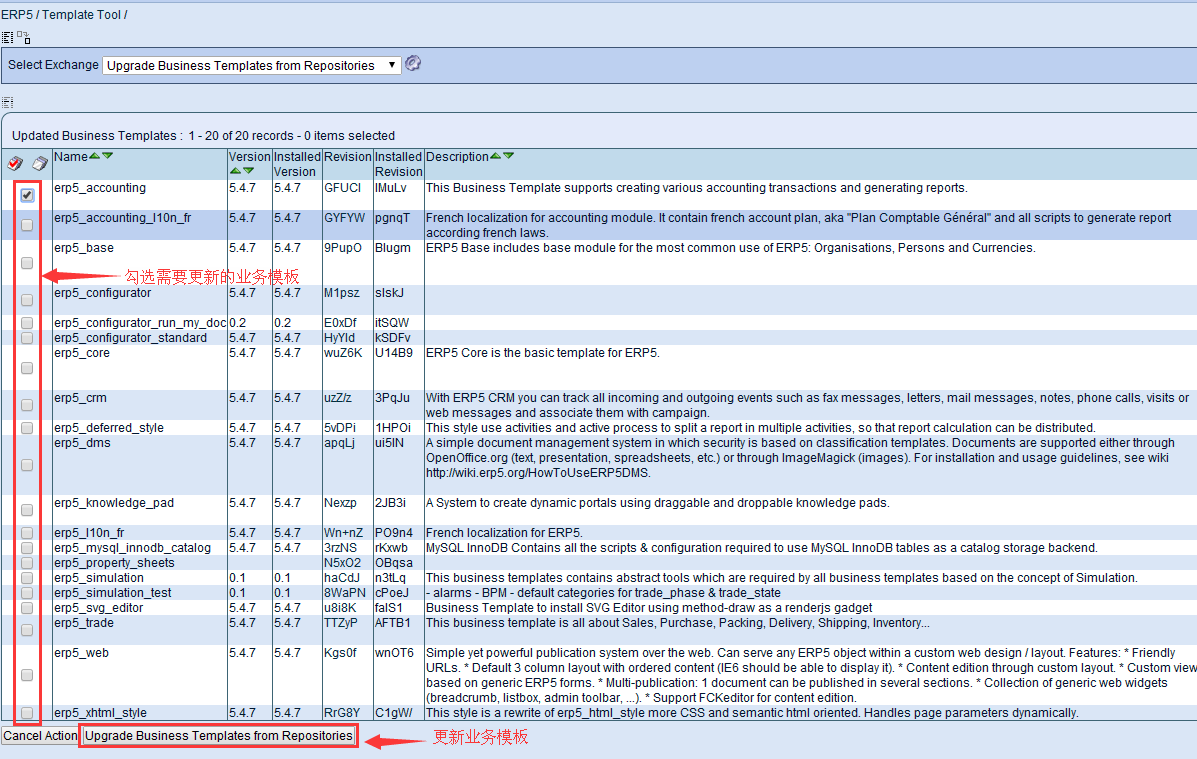 ERP5 / Template Tool /
Select Exchange Upgrade Business Templates from Repositories
Updated Business Templates : 1 - 20 of 20 records - 0 items selected
Name Version Installed Version Revision Installed Revision Description
erp5_accounting 5.4.7 5.4.7 GFUCI IMuLv This Business Template supports creating various accounting transactions and generating reports.
erp5_accounting_l10n_fr 5.4.7 5.4.7 GYFYW pgnqT French localization for accounting module. It contain french account plan, aka "Plan Comptable Général" and all scripts to generate report
according french laws.
erp5_base 5.4.7 5.4.7 9PupO Blugm ERP5 Base includes base module for the most common use of ERP5: Organisations, Persons and Currencies.
勾选需要更新的业务模板
erp5_configurator 5.4.7 5.4.7 M1psz sIskJ
erp5_configurator_run_my_doc 0.2 0.2 E0xDf itSQW
erp5_configurator_standard 5.4.7 5.4.7 HyYId kSDFv
erp5_core 5.4.7 5.4.7 wuZ6K U14B9 ERP5 Core is the basic template for ERP5.
erp5_crm 5.4.7 5.4.7 uzZ/z 3PqJu With ERP5 CRM you can track all incoming and outgoing events such as fax messages, letters, mail messages, notes, phone calls, visits or
web messages and associate them with campaign.
erp5_deferred_style 5.4.7 5.4.7 5vDPi 1HPOi This style use activities and active process to split a report in multiple activities, so that report calculation can be distributed.
erp5_dms 5.4.7 5.4.7 apqLj ui5IN A simple document management system in which security is based on classification templates. Documents are supported either through
OpenOffice.org (text, presentation, spreadsheets, etc.) or through ImageMagick (images). For installation and usage guidelines, see wiki
http://wiki.erp5.org/HowToUseERP5DMS.
erp5_knowledge_pad 5.4.7 5.4.7 Nexzp 2JB3i A System to create dynamic portals using draggable and droppable knowledge pads.
erp5_l10n_fr 5.4.7 5.4.7 Wn+nZ PO9n4 French localization for ERP5.
erp5_mysql_innodb_catalog 5.4.7 5.4.7 3rzNS rKxwb MySQL InnoDB Contains all the scripts & configuration required to use MySQL InnoDB tables as a catalog storage backend.
erp5_property_sheets N5xO2 OBqsa
erp5_simulation 0.1 0.1 haCdJ n3tLq This business templates contains abstract tools which are required by all business templates based on the concept of Simulation.
erp5_simulation_test 0.1 0.1 8WaPN cPoeJ - alarms - BPM - default categories for trade_phase & trade_state
erp5_svg_editor 5.4.7 5.4.7 u8i8K faIS1 Business Template to install SVG Editor using method-draw as a renderjs gadget
erp5_trade 5.4.7 5.4.7 TTZyP AFTB1 This business template is all about Sales, Purchase, Packing, Delivery, Shipping, Inventory...
erp5_web 5.4.7 5.4.7 Kgs0f wnOT6 Simple yet powerful publication system over the web. Can serve any ERP5 object within a custom web design / layout. Features: * Friendly
URLs. * Default 3 column layout with ordered content (IE6 should be able to display it). * Content edition through custom layout. * Custom view
based on generic ERP5 forms. * Multi-publication: 1 document can be published in several sections. * Collection of generic web widgets
(breadcrumb, listbox, admin toolbar, ...). * Support FCKeditor for content edition.
erp5_xhtml_style 5.4.7 5.4.7 RrG8Y C1gW/ This style is a rewrite of erp5_html_style more CSS and semantic html oriented. Handles page parameters dynamically.
Cancel Action Upgrade Business Templates from Repositories 更新业务模板